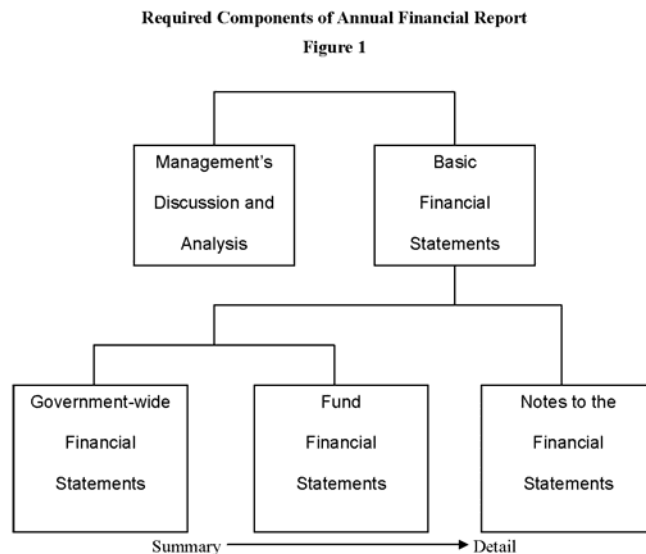 Required Components of Annual Financial Report
Figure 1
Management's
Discussion and
Analysis
Basic
Financial
Statements
Government-wide
Financial
Statements
Fund
Financial
Statements
Notes to the
Financial
Statements
Summary
Detail